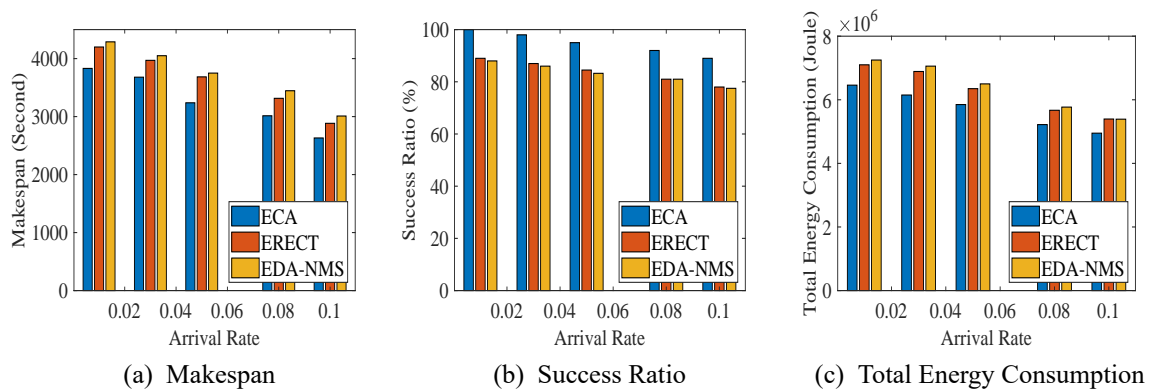 Makespan (Second)
4000
3000
2000
1000
0
ECA
ERECT
EDA-NMS
0.02 0.04 0.06 0.08 0.1
Arrival Rate
(a) Makespan
Success Ratio (%)
100
80
60
40
20
0
ECA
ERECT
EDA-NMS
0.02 0.04 0.06 0.08 0.1
Arrival Rate
(b) Success Ratio
Total Energy Consumption (Joule)
×10⁶
8
6
4
2
0
ECA
ERECT
EDA-NMS
0.02 0.04 0.06 0.08 0.1
Arrival Rate
(c) Total Energy Consumption